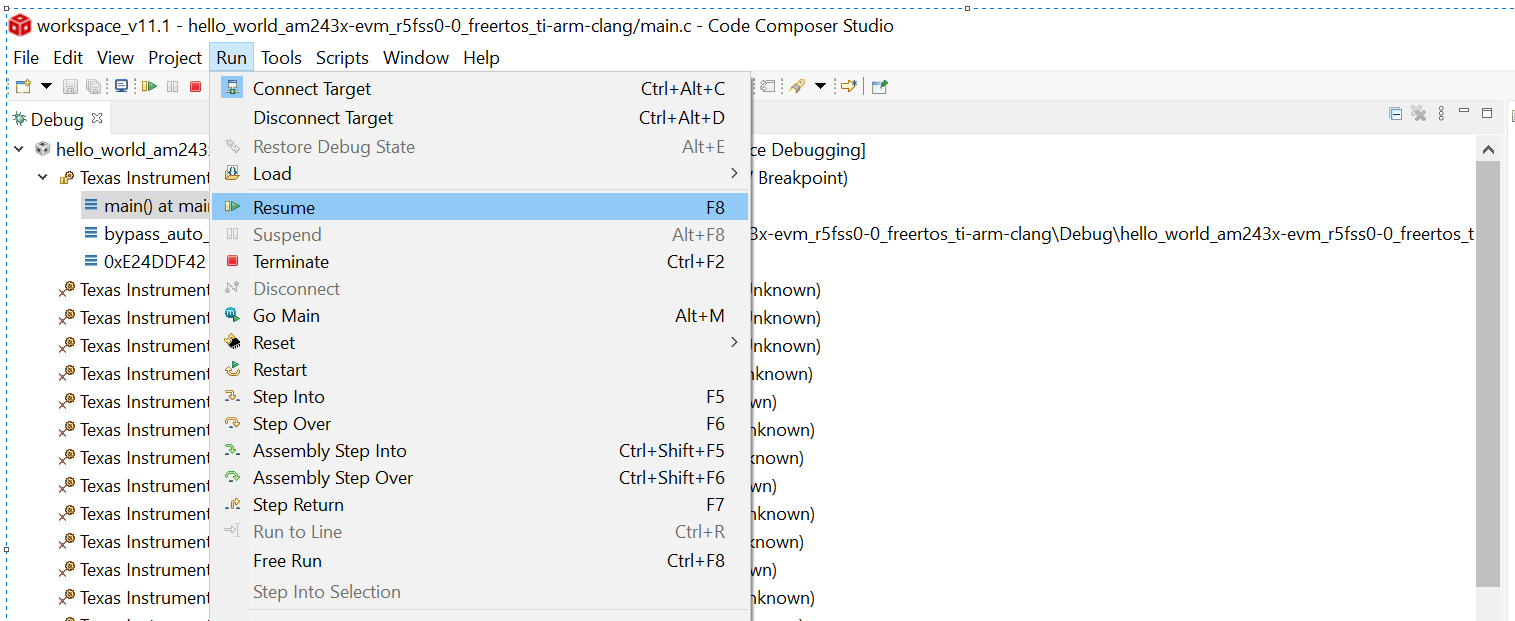 workspace_v11.1 - hello_world_am243x-evm_r5fss0-0_freertos_ti-arm-clang/main.c - Code Composer Studio
File Edit View Project Run Tools Scripts Window Help
Debug
Connect Target Ctrl+Alt+C
Disconnect Target Ctrl+Alt+D
Restore Debug State Alt+E
Load
Resume F8
Suspend Alt+F8
Terminate Ctrl+F2
Disconnect
Go Main Alt+M
Reset
Restart
Step Into F5
Step Over F6
Assembly Step Into Ctrl+Shift+F5
Assembly Step Over Ctrl+Shift+F6
Step Return F7
Run to Line Ctrl+R
Free Run Ctrl+F8
Step Into Selection
hello_world_am243 ce Debugging]
Texas Instrument Breakpoint)
main() at mai
bypass_auto_ 3x-evm_r5fss0-0_freertos_ti-arm-clang\Debug\hello_world_am243x-evm_r5fss0-0_freertos_t
0xE24DDF42
Texas Instrument nknown)
Texas Instrument nknown)
Texas Instrument nknown)
Texas Instrument nknown)
Texas Instrument wn)
Texas Instrument nknown)
Texas Instrument known)
Texas Instrument wn)
Texas Instrument nknown)
Texas Instrument known)
Texas Instrument wn)
Texas Instrument nknown)